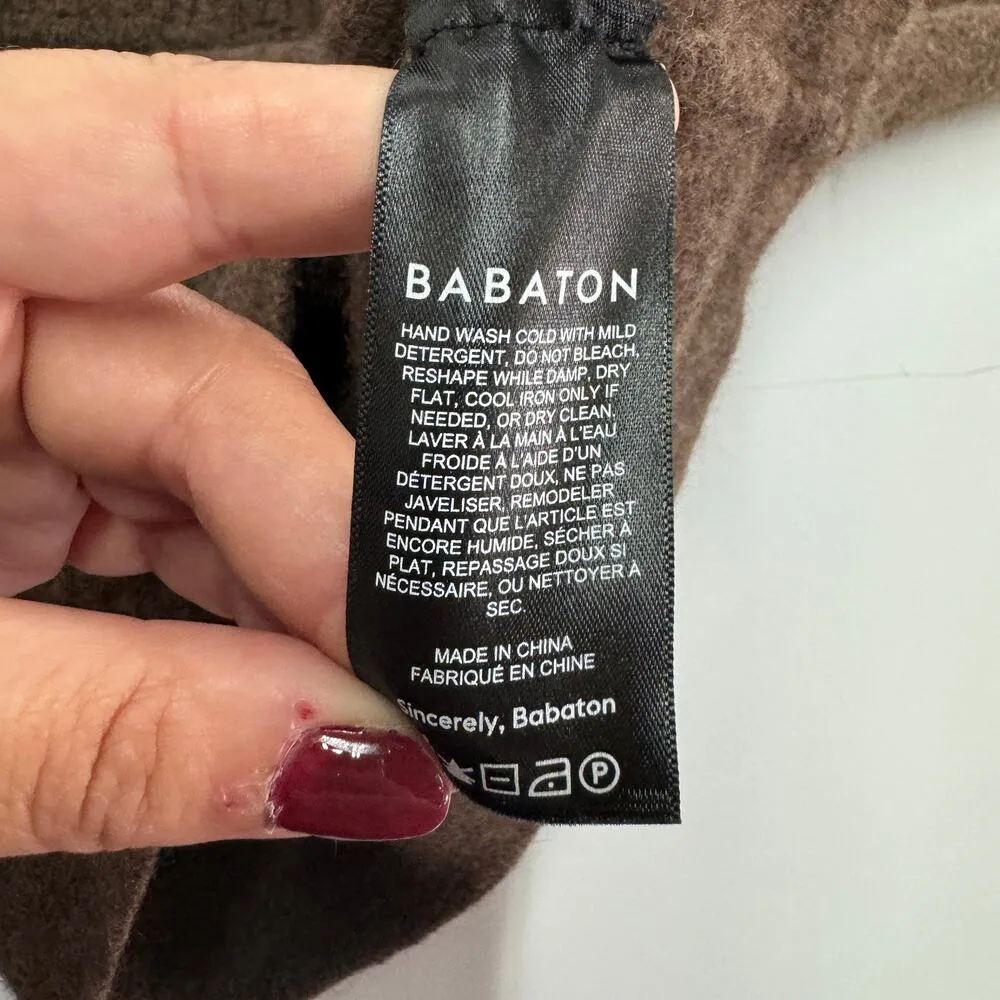 BABATON
HAND WASH COLD WITH MILD
DETERGENT, DO NOT BLEACH,
RESHAPE WHILE DAMP, DRY
FLAT, COOL IRON ONLY IF
NEEDED, OR DRY CLEAN.
LAVER À LA MAIN À L'EAU
FROIDE À L'AIDE D'UN
DÉTERGENT DOUX, NE PAS
JAVELISER, REMODELER
PENDANT QUE L'ARTICLE EST
ENCORE HUMIDE, SÉCHER À
PLAT, REPASSAGE DOUX SI
NÉCESSAIRE, OU NETTOYER À
SEC.
MADE IN CHINA
FABRIQUÉ EN CHINE
Sincerely, Babaton
P